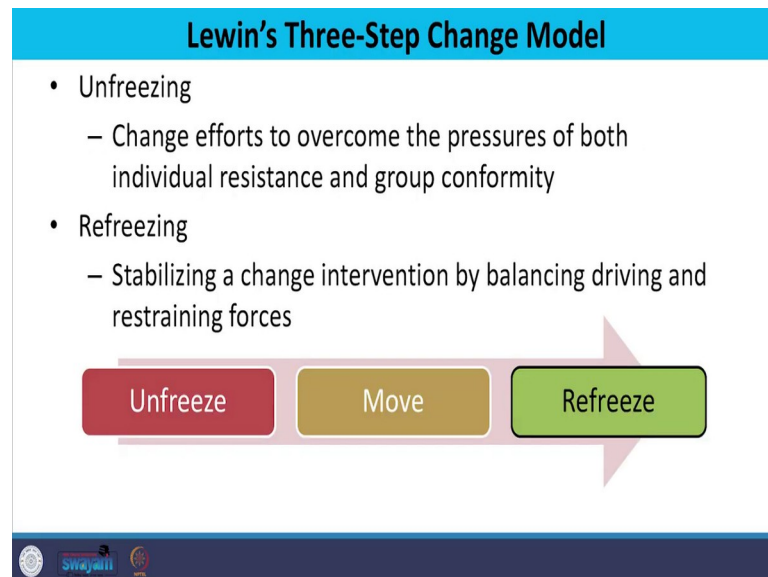 Lewin's Three-Step Change Model
• Unfreezing
– Change efforts to overcome the pressures of both
individual resistance and group conformity
• Refreezing
– Stabilizing a change intervention by balancing driving and
restraining forces
Unfreeze Move Refreeze
swayam